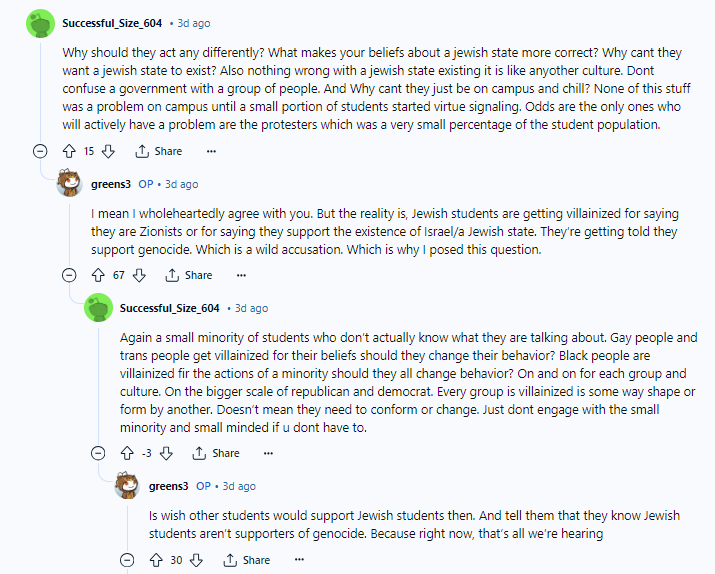 Successful_Size_604 • 3d ago
Why should they act any differently? What makes your beliefs about a jewish state more correct? Why cant they
want a jewish state to exist? Also nothing wrong with a jewish state existing it is like anyother culture. Dont
confuse a government with a group of people. And Why cant they just be on campus and chill? None of this stuff
was a problem on campus until a small portion of students started virtue signaling. Odds are the only ones who
will actively have a problem are the protesters which was a very small percentage of the student population.
15 Share ...
greens3 OP • 3d ago
I mean I wholeheartedly agree with you. But the reality is, Jewish students are getting villainized for saying
they are Zionists or for saying they support the existence of Israel/a Jewish state. They're getting told they
support genocide. Which is a wild accusation. Which is why I posed this question.
67 Share ...
Successful_Size_604 • 3d ago
Again a small minority of students who don't actually know what they are talking about. Gay people and
trans people get villainized for their beliefs should they change their behavior? Black people are
villainized fir the actions of a minority should they all change behavior? On and on for each group and
culture. On the bigger scale of republican and democrat. Every group is villainized is some way shape or
form by another. Doesn't mean they need to conform or change. Just dont engage with the small
minority and small minded if u dont have to.
-3 Share ...
greens3 OP • 3d ago
Is wish other students would support Jewish students then. And tell them that they know Jewish
students aren't supporters of genocide. Because right now, that's all we're hearing
30 Share ...